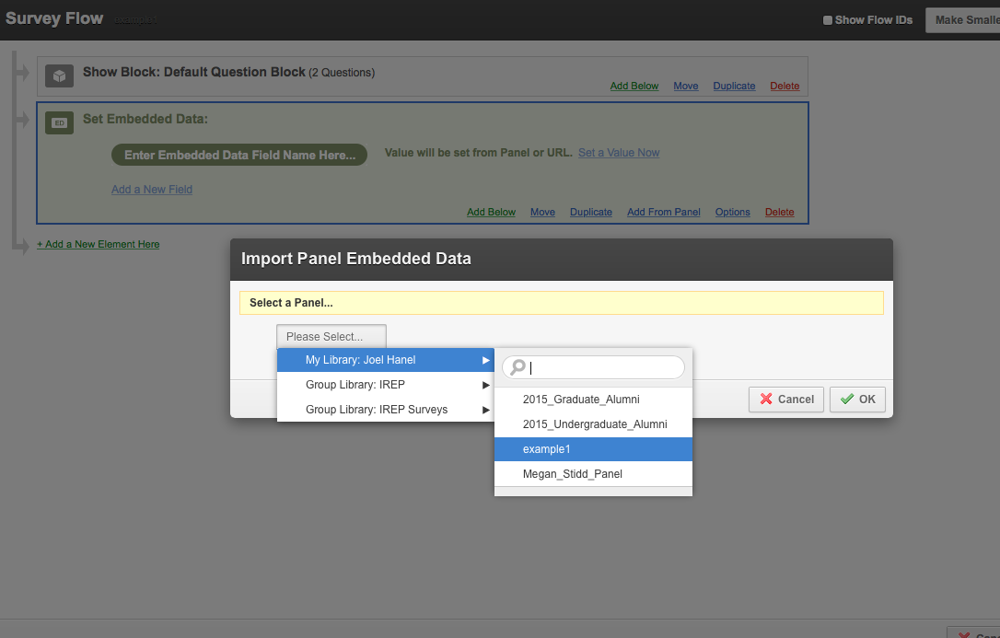 Survey Flow
Show Flow IDs
Make Smalle
Show Block: Default Question Block (2 Questions)
Add Below Move Duplicate Delete
ED
Set Embedded Data:
Enter Embedded Data Field Name Here...
Value will be set from Panel or URL. Set a Value Now
Add a New Field
Add Below Move Duplicate Add From Panel Options Delete
+ Add a New Element Here
Import Panel Embedded Data
Select a Panel...
Please Select...
My Library: Joel Hanel
Group Library: IREP
Group Library: IREP Surveys
2015_Graduate_Alumni
2015_Undergraduate_Alumni
example1
Megan_Stidd_Panel
Cancel
OK